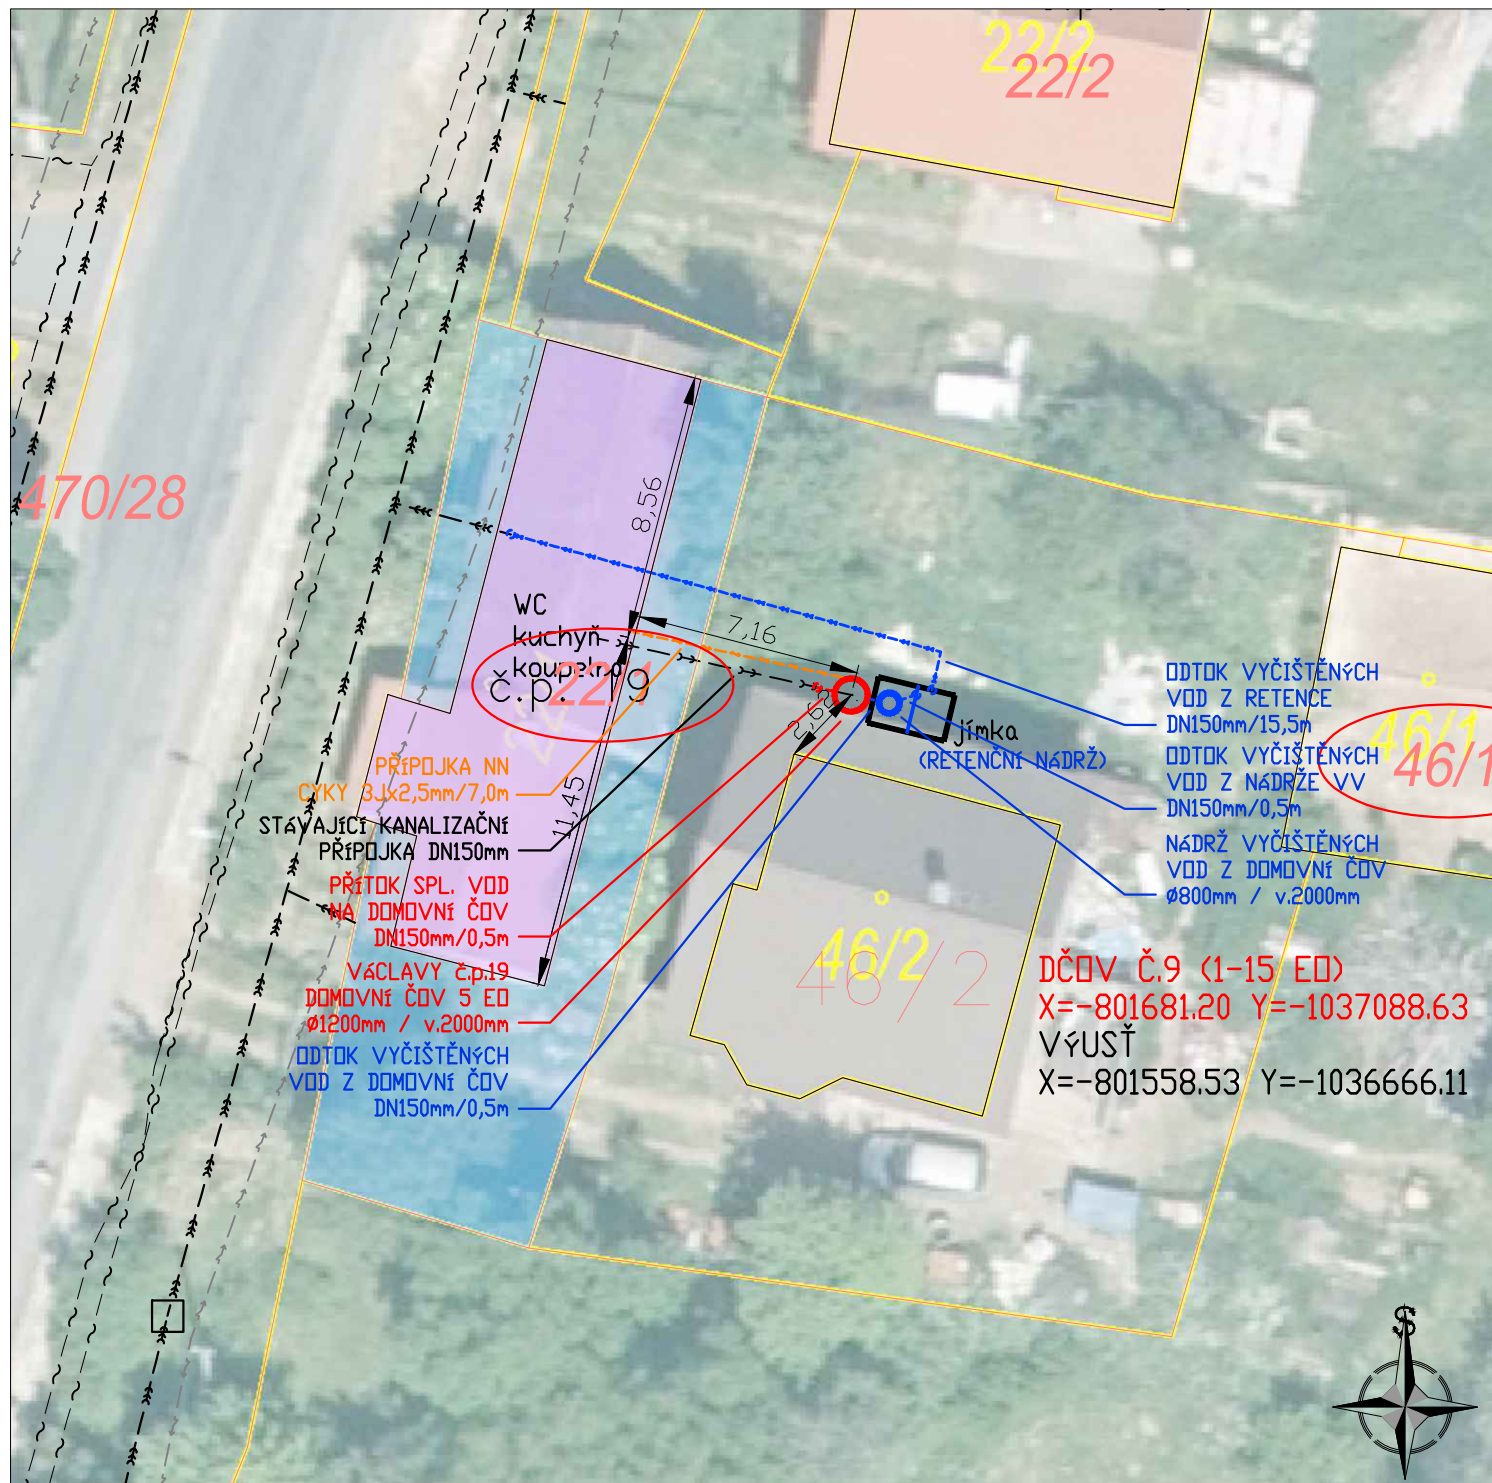 22/2
22/2
470/28
8,56
WC
kuchyň
koupelna
č.p. 19
22/1
7,16
2,62
11,45
jímka
(RETENČNÍ NÁDRŽ)
ODTOK VYČIŠTĚNÝCH
VOD Z RETENCE
DN150mm/15,5m
ODTOK VYČIŠTĚNÝCH
VOD Z NÁDRŽE VV
DN150mm/0,5m
NÁDRŽ VYČIŠTĚNÝCH
VOD Z DOMOVNÍ ČOV
Ø800mm / v.2000mm
46/1
46/1
PŘÍPOJKA NN
CYKY 3Jx2,5mm/7,0m
STÁVAJÍCÍ KANALIZAČNÍ
PŘÍPOJKA DN150mm
PŘÍTOK SPL. VOD
NA DOMOVNÍ ČOV
DN150mm/0,5m
VÁCLAVY č.p.19
DOMOVNÍ ČOV 5 EO
Ø1200mm / v.2000mm
ODTOK VYČIŠTĚNÝCH
VOD Z DOMOVNÍ ČOV
DN150mm/0,5m
46/2
46/2
DČOV Č.9 (1-15 EO)
X=-801681.20 Y=-1037088.63
VÝUSŤ
X=-801558.53 Y=-1036666.11
S